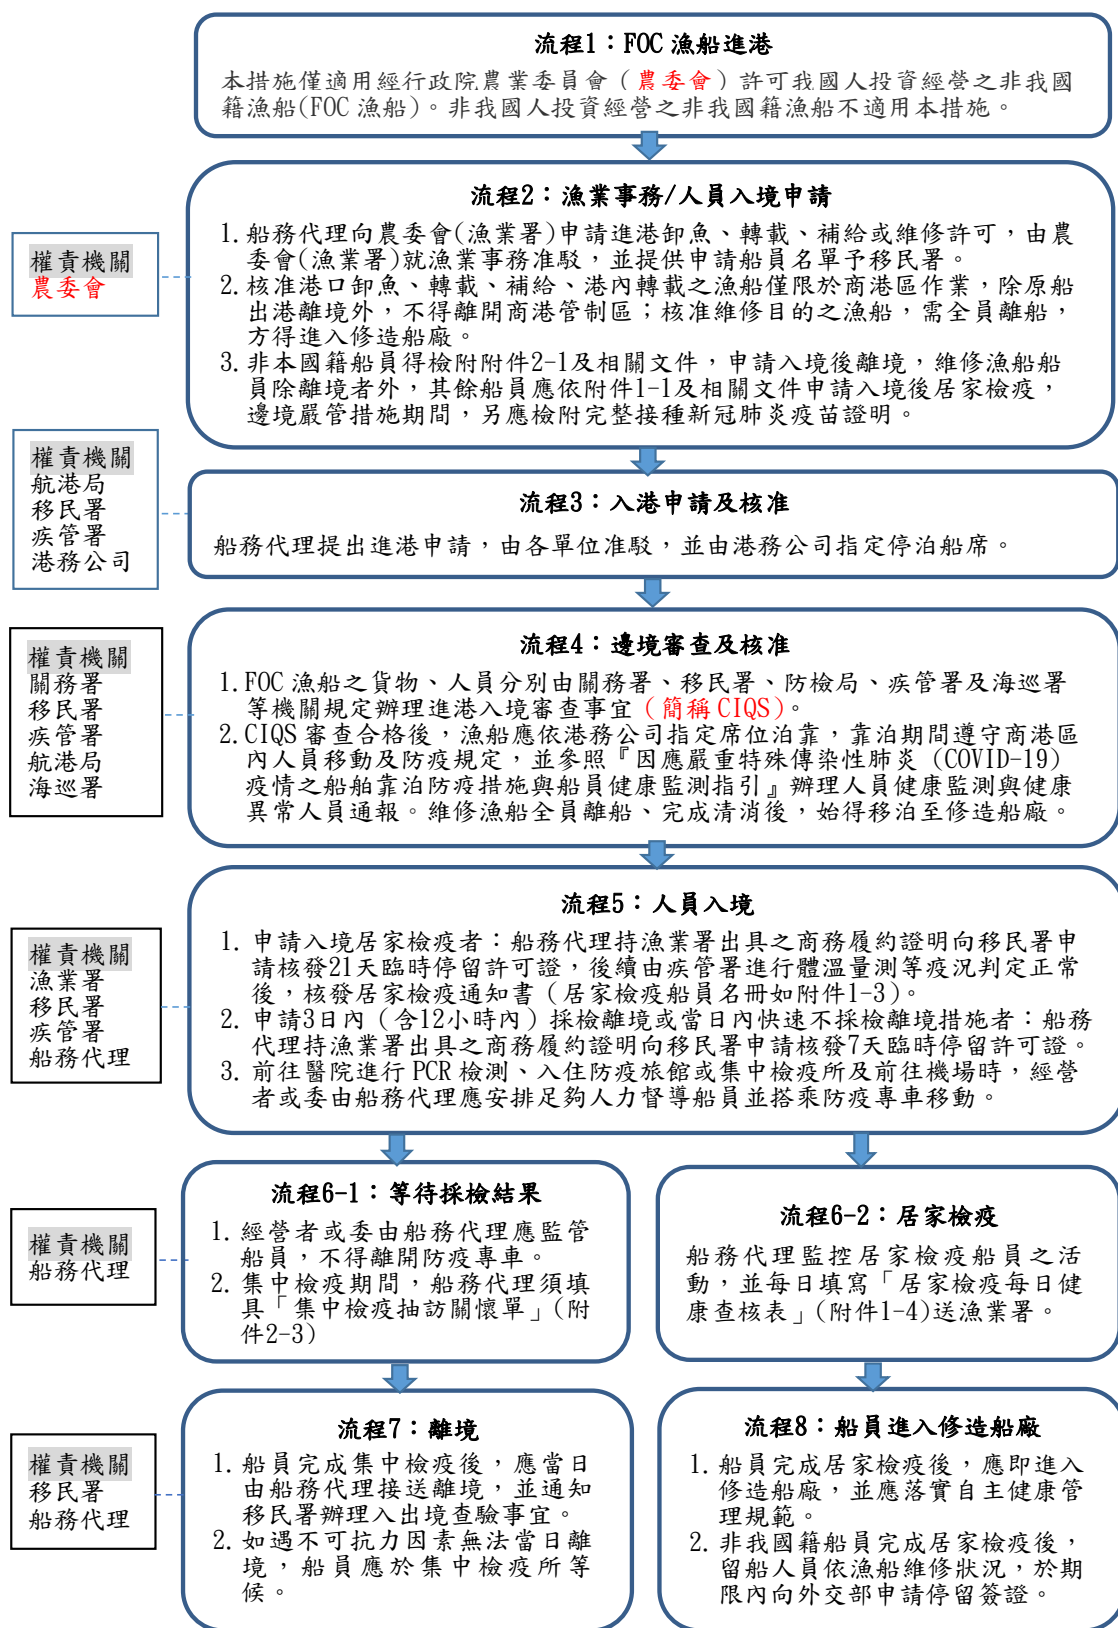 流程1：FOC 漁船進港
本措施僅適用經行政院農業委員會（農委會）許可我國人投資經營之非我國
籍漁船(FOC 漁船)。非我國人投資經營之非我國籍漁船不適用本措施。
流程2：漁業事務/人員入境申請
1. 船務代理向農委會(漁業署)申請進港卸魚、轉載、補給或維修許可，由農
委會(漁業署)就漁業事務准駁，並提供申請船員名單予移民署。
2. 核准港口卸魚、轉載、補給、港內轉載之漁船僅限於商港區作業，除原船
出港離境外，不得離開商港管制區；核准維修目的之漁船，需全員離船，
方得進入修造船廠。
3. 非本國籍船員得檢附附件2-1及相關文件，申請入境後離境，維修漁船船
員除離境者外，其餘船員應依附件1-1及相關文件申請入境後居家檢疫，
邊境嚴管措施期間，另應檢附完整接種新冠肺炎疫苗證明。
權責機關
農委會
流程3：入港申請及核准
船務代理提出進港申請，由各單位准駁，並由港務公司指定停泊船席。
權責機關
航港局
移民署
疾管署
港務公司
流程4：邊境審查及核准
1. FOC 漁船之貨物、人員分別由關務署、移民署、防檢局、疾管署及海巡署
等機關規定辦理進港入境審查事宜（簡稱 CIQS）。
2. CIQS 審查合格後，漁船應依港務公司指定席位泊靠，靠泊期間遵守商港區
內人員移動及防疫規定，並參照『因應嚴重特殊傳染性肺炎（COVID-19）
疫情之船舶靠泊防疫措施與船員健康監測指引』辦理人員健康監測與健康
異常人員通報。維修漁船全員離船、完成清消後，始得移泊至修造船廠。
權責機關
關務署
移民署
疾管署
航港局
海巡署
流程5：人員入境
1. 申請入境居家檢疫者：船務代理持漁業署出具之商務履約證明向移民署申
請核發21天臨時停留許可證，後續由疾管署進行體溫量測等疫況判定正常
後，核發居家檢疫通知書（居家檢疫船員名冊如附件1-3）。
2. 申請3日內（含12小時內）採檢離境或當日內快速不採檢離境措施者：船務
代理持漁業署出具之商務履約證明向移民署申請核發7天臨時停留許可證。
3. 前往醫院進行 PCR 檢測、入住防疫旅館或集中檢疫所及前往機場時，經營
者或委由船務代理應安排足夠人力督導船員並搭乘防疫專車移動。
權責機關
漁業署
移民署
疾管署
船務代理
流程6-1：等待採檢結果
1. 經營者或委由船務代理應監管
船員，不得離開防疫專車。
2. 集中檢疫期間，船務代理須填
具「集中檢疫抽訪關懷單」(附
件2-3)
流程6-2：居家檢疫
船務代理監控居家檢疫船員之活
動，並每日填寫「居家檢疫每日健
康查核表」(附件1-4)送漁業署。
權責機關
船務代理
流程7：離境
1. 船員完成集中檢疫後，應當日
由船務代理接送離境，並通知
移民署辦理入出境查驗事宜。
2. 如遇不可抗力因素無法當日離
境，船員應於集中檢疫所等
候。
權責機關
移民署
船務代理
流程8：船員進入修造船廠
1. 船員完成居家檢疫後，應即進入
修造船廠，並應落實自主健康管
理規範。
2. 非我國籍船員完成居家檢疫後，
留船人員依漁船維修狀況，於期
限內向外交部申請停留簽證。